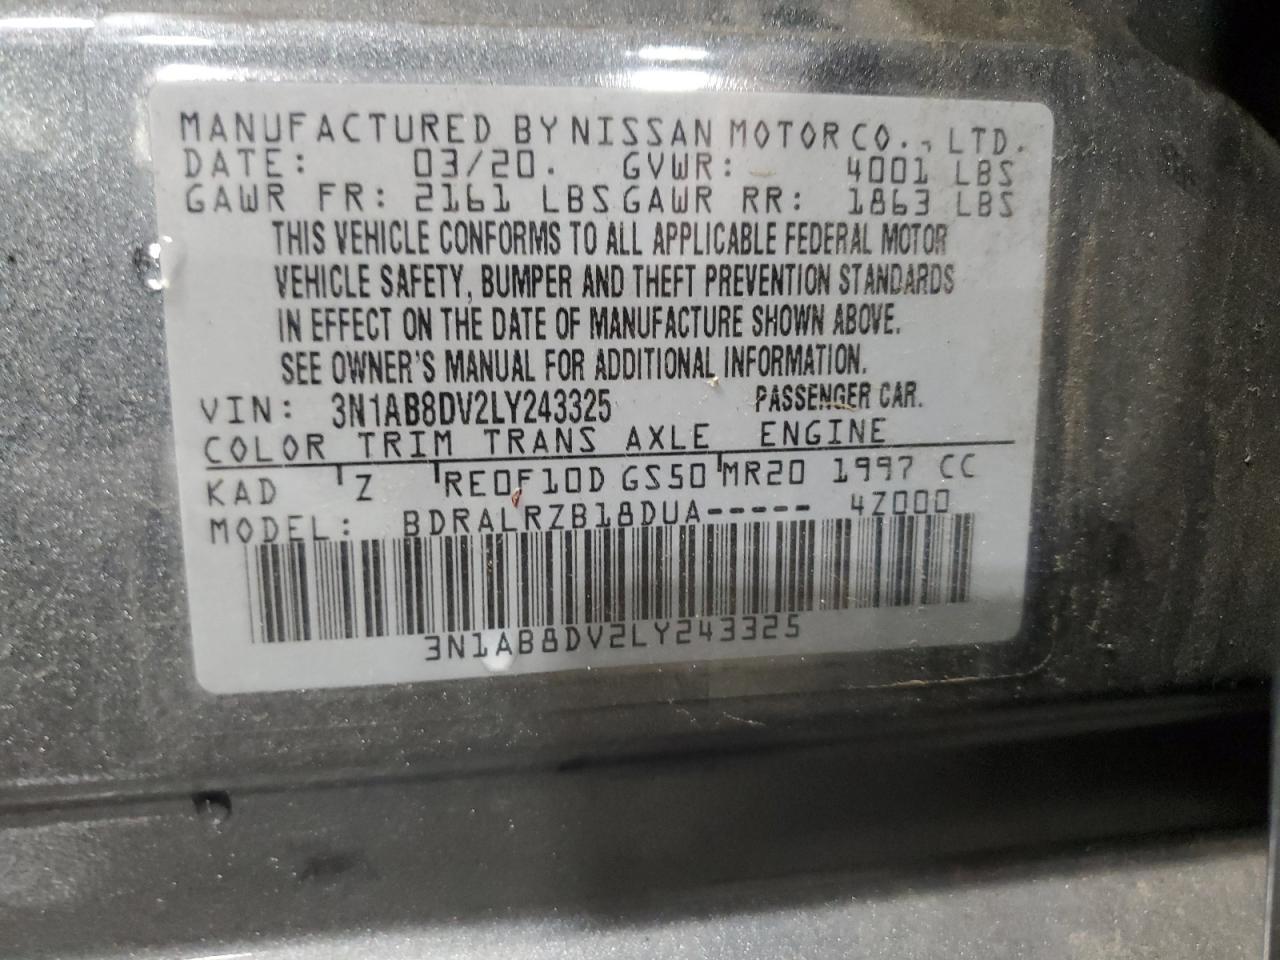 MANUFACTURED BY NISSAN MOTOR CO., LTD.
DATE: 03/20. GVWR: 4001 LBS
GAWR FR: 2161 LBS GAWR RR: 1863 LBS
THIS VEHICLE CONFORMS TO ALL APPLICABLE FEDERAL MOTOR
VEHICLE SAFETY, BUMPER AND THEFT PREVENTION STANDARDS
IN EFFECT ON THE DATE OF MANUFACTURE SHOWN ABOVE.
SEE OWNER'S MANUAL FOR ADDITIONAL INFORMATION.
VIN: 3N1AB8DV2LY243325 PASSENGER CAR.
COLOR TRIM TRANS AXLE ENGINE
KAD Z RE0F10D GS50 MR20 1997 CC
MODEL: BDRALRZB18DUA----- 4Z000
3N1AB8DV2LY243325